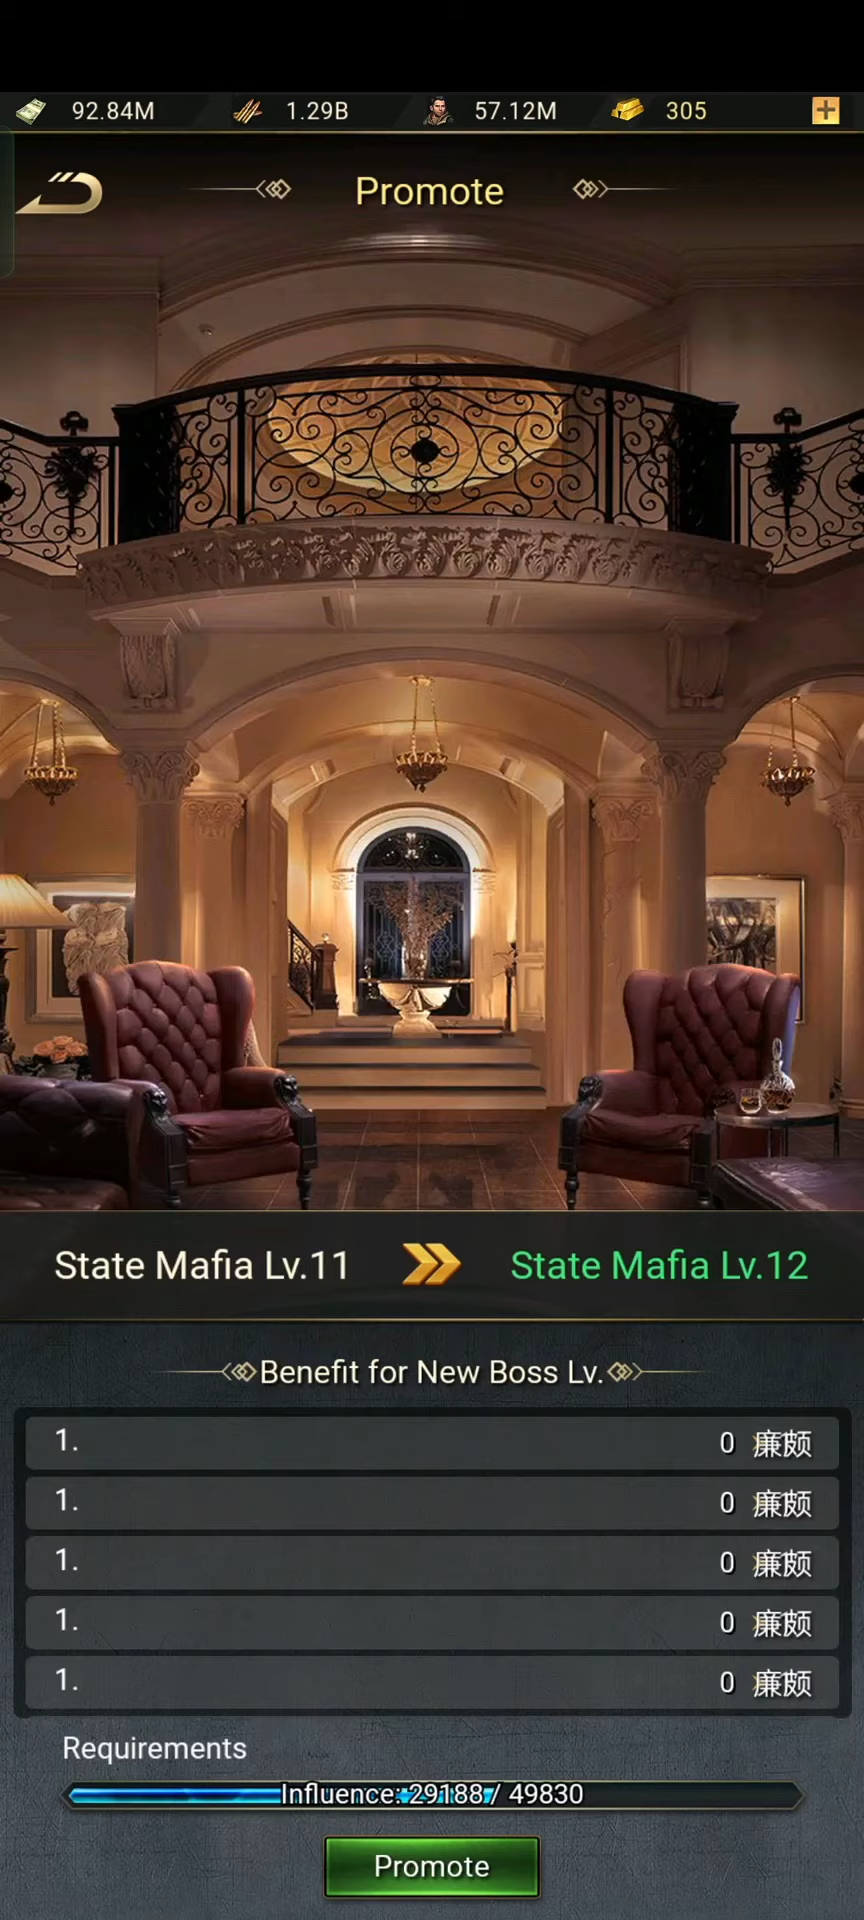 92.84M 1.29B 57.12M 305
Promote
State Mafia Lv.11 State Mafia Lv.12
Benefit for New Boss Lv.
1. 0 廉颇
1. 0 廉颇
1. 0 廉颇
1. 0 廉颇
1. 0 廉颇
Requirements
Influence: 29188 / 49830
Promote